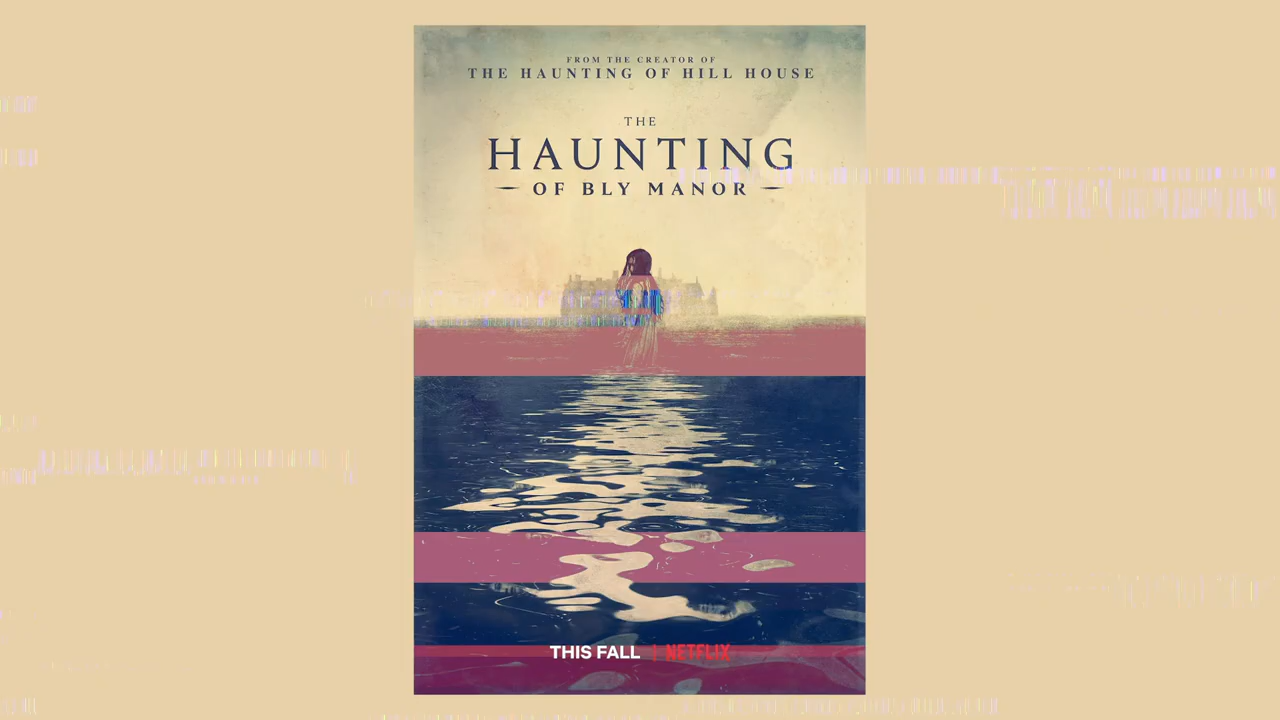 FROM THE CREATOR OF
THE HAUNTING OF HILL HOUSE
THE
HAUNTING
OF BLY MANOR
THIS FALL | NETFLIX